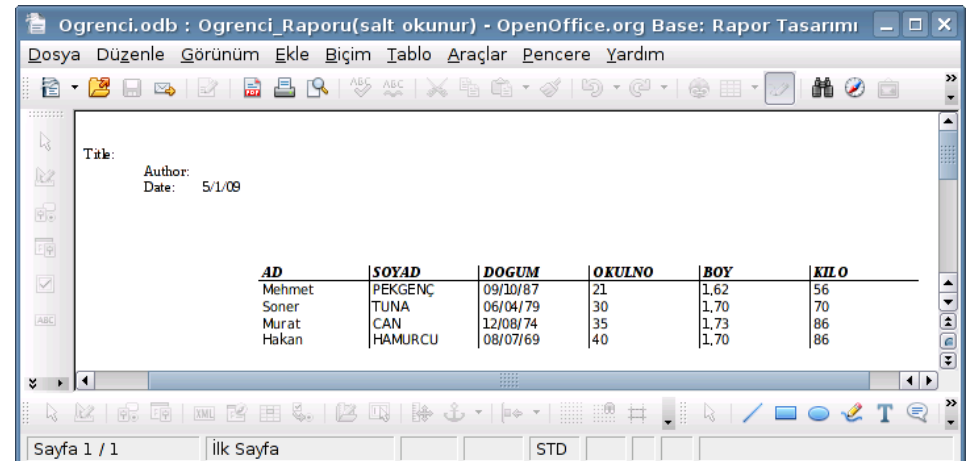 Ogrenci.odb : Ogrenci_Raporu(salt okunur) - OpenOffice.org Base: Rapor Tasarımı
Dosya Düzenle Görünüm Ekle Biçim Tablo Araçlar Pencere Yardım
Title:
Author:
Date: 5/1/09
AD SOYAD DOGUM OKULNO BOY KILO
Mehmet PEKGENÇ 09/10/87 21 1,62 56
Soner TUNA 06/04/79 30 1,70 70
Murat CAN 12/08/74 35 1,73 86
Hakan HAMURCU 08/07/69 40 1,70 86
Sayfa 1 / 1 İlk Sayfa STD